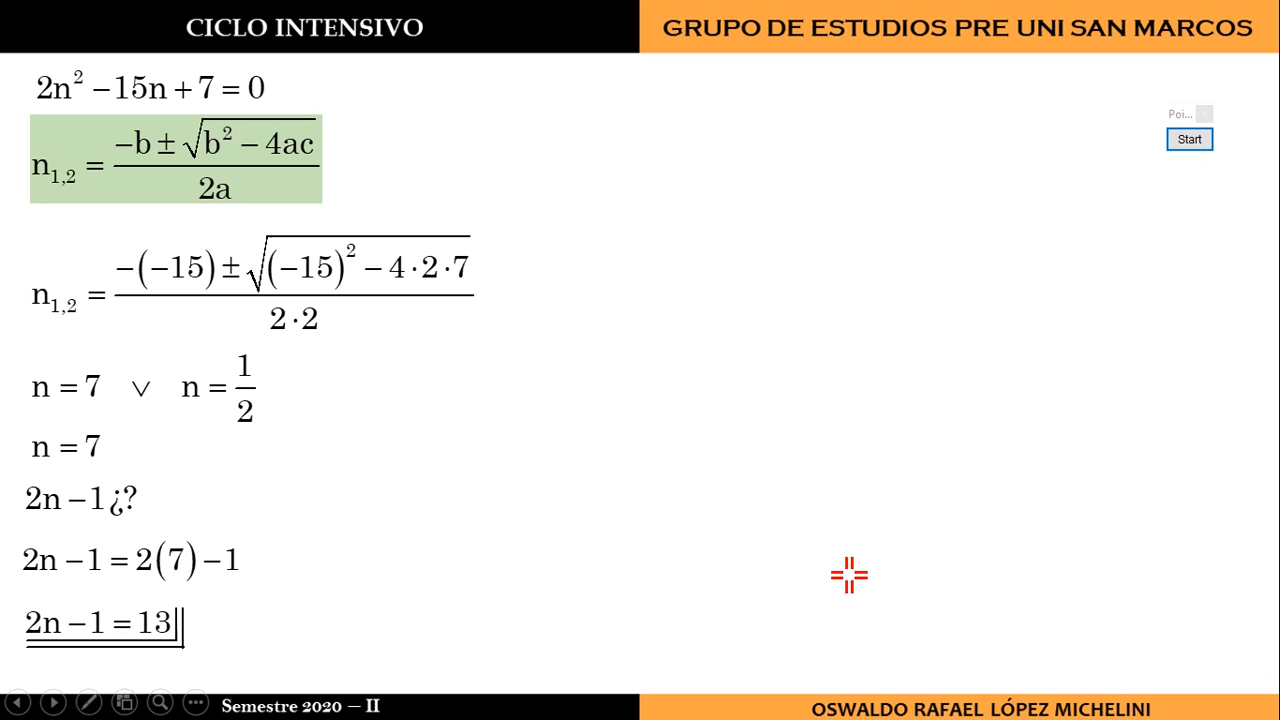 CICLO INTENSIVO
GRUPO DE ESTUDIOS PRE UNI SAN MARCOS
2n² − 15n + 7 = 0
n₁,₂ = (−b ± √(b² − 4ac)) / 2a
n₁,₂ = (−(−15) ± √((−15)² − 4·2·7)) / 2·2
n = 7 ∨ n = 1/2
n = 7
2n − 1 ¿?
2n − 1 = 2(7) − 1
2n − 1 = 13
Poi...
Start
Semestre 2020 – II
OSWALDO RAFAEL LÓPEZ MICHELINI